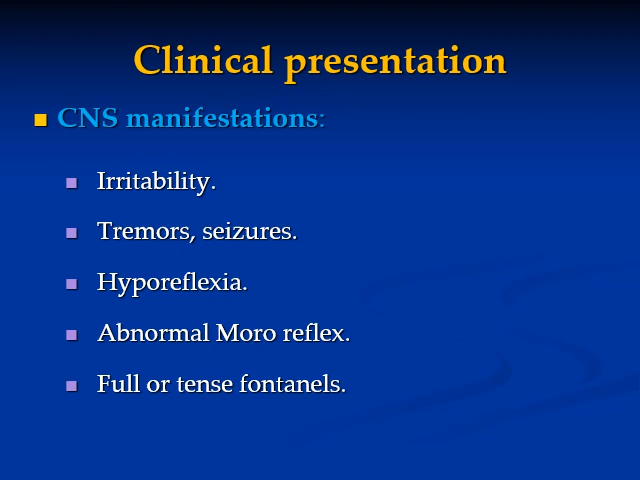 Clinical presentation
CNS manifestations:
Irritability.
Tremors, seizures.
Hyporeflexia.
Abnormal Moro reflex.
Full or tense fontanels.